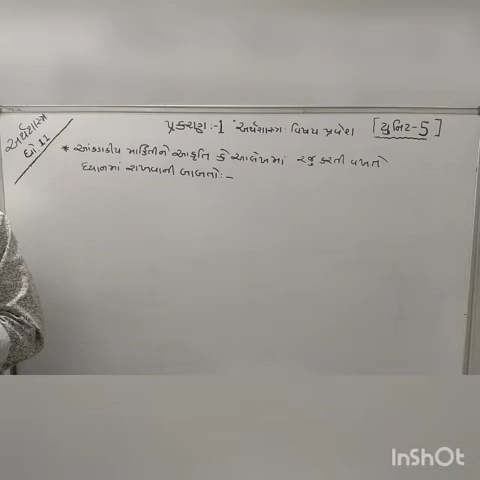 અર્થશાસ્ત્ર
ધો. 11
પ્રકરણ:-1 અર્થશાસ્ત્ર: વિષય પ્રવેશ [યુનિટ-5]
* આંકડાકીય માહિતીને આકૃતિ કે આલેખમાં રજુ કરતી વખતે
ધ્યાનમાં રાખવાની બાબતો:-
InShOt